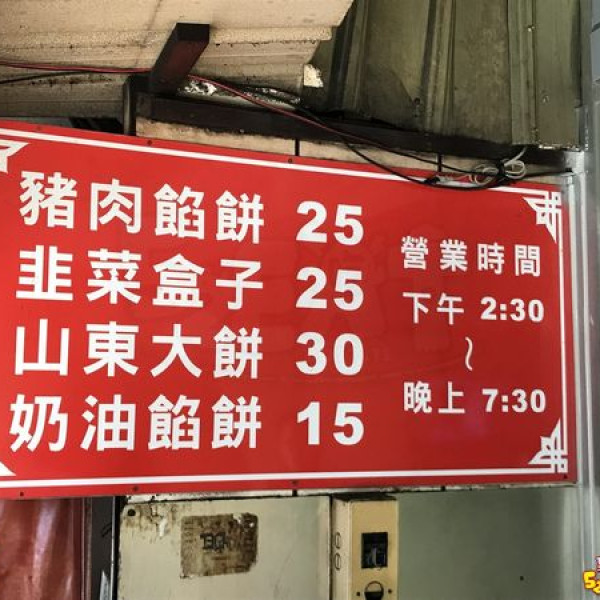 豬肉餡餅 25
韭菜盒子 25
山東大餅 30
奶油餡餅 15
營業時間
下午 2:30
~
晚上 7:30